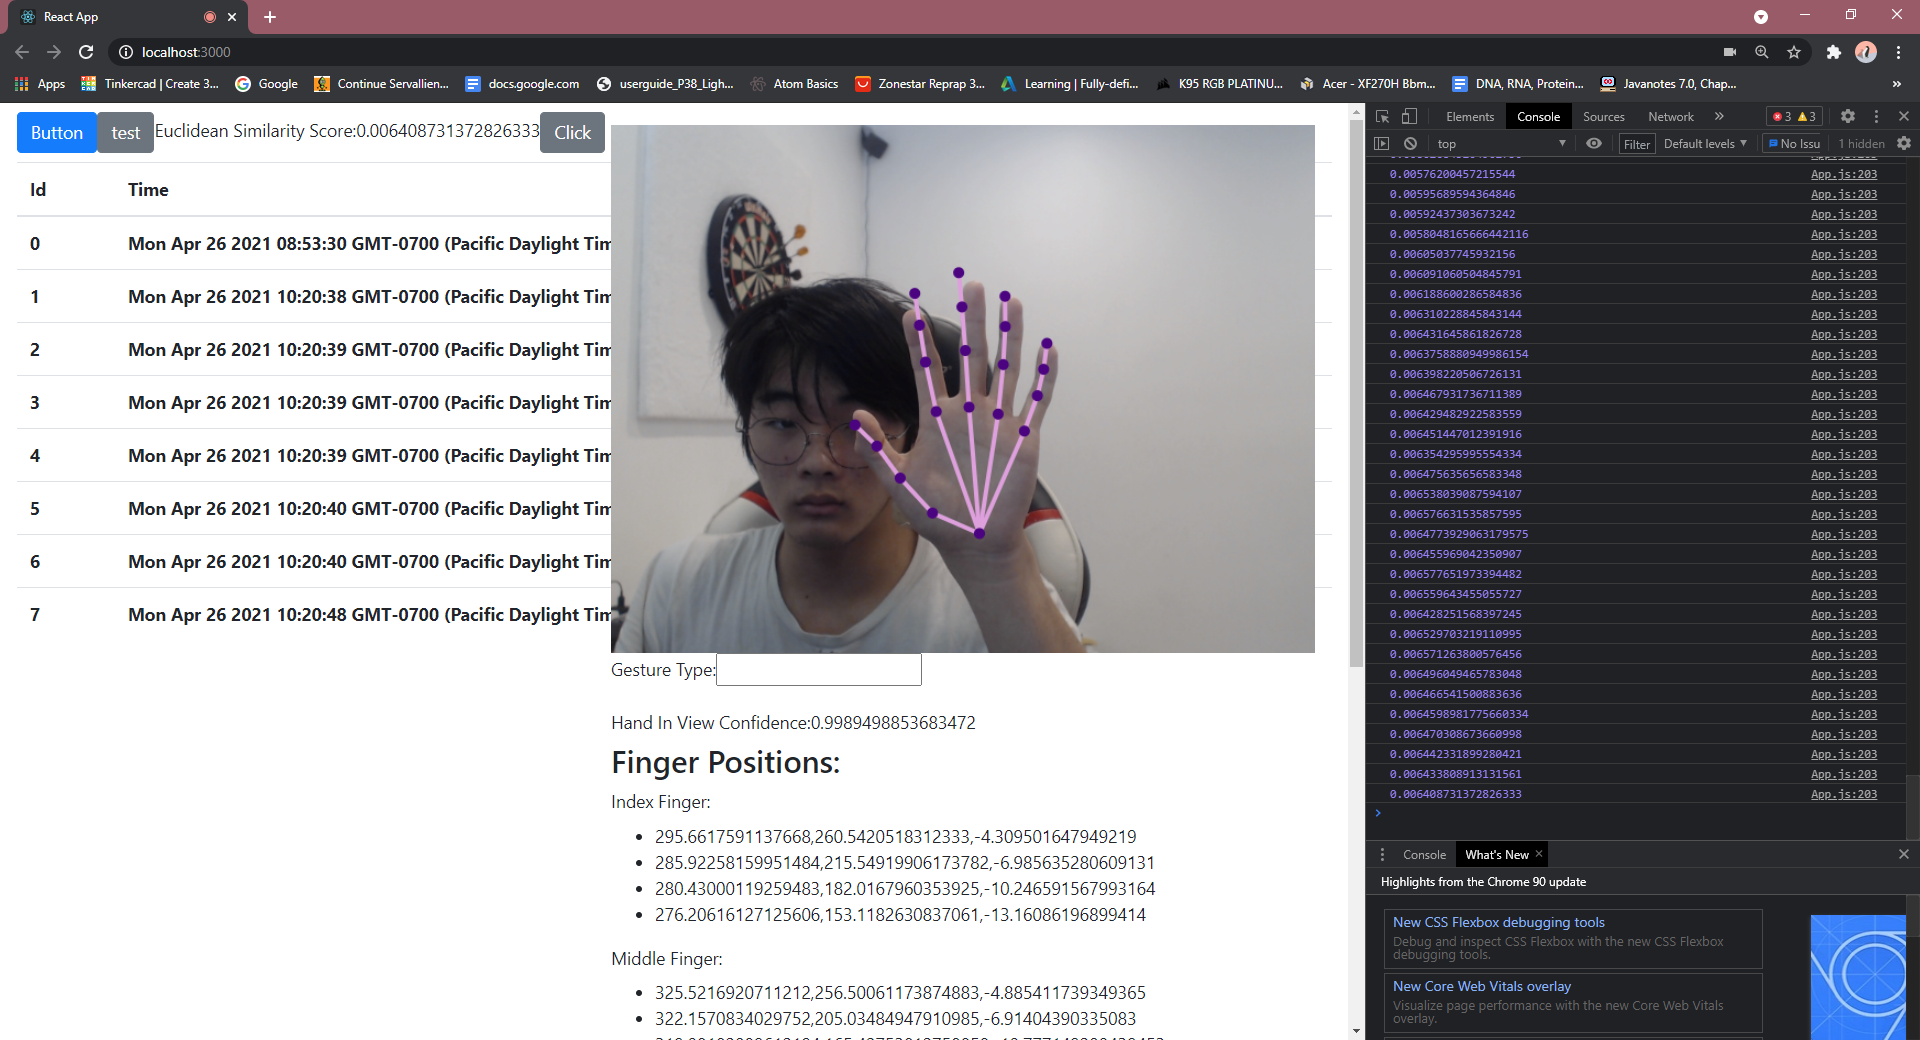 React App
localhost:3000
Apps
Tinkercad | Create 3...
Google
Continue Servallien...
docs.google.com
userguide_P38_Ligh...
Atom Basics
Zonestar Reprap 3...
Learning | Fully-defi...
K95 RGB PLATINU...
Acer - XF270H Bbm...
DNA, RNA, Protein...
Javanotes 7.0, Chap...
»
Button
test
Euclidean Similarity Score:0.006408731372826333
Click
Id Time
0 Mon Apr 26 2021 08:53:30 GMT-0700 (Pacific Daylight Tim
1 Mon Apr 26 2021 10:20:38 GMT-0700 (Pacific Daylight Tim
2 Mon Apr 26 2021 10:20:39 GMT-0700 (Pacific Daylight Tim
3 Mon Apr 26 2021 10:20:39 GMT-0700 (Pacific Daylight Tim
4 Mon Apr 26 2021 10:20:39 GMT-0700 (Pacific Daylight Tim
5 Mon Apr 26 2021 10:20:40 GMT-0700 (Pacific Daylight Tim
6 Mon Apr 26 2021 10:20:40 GMT-0700 (Pacific Daylight Tim
7 Mon Apr 26 2021 10:20:48 GMT-0700 (Pacific Daylight Tim
Gesture Type:
Hand In View Confidence:0.9989498853683472
Finger Positions:
Index Finger:
• 295.6617591137668,260.5420518312333,-4.309501647949219
• 285.92258159951484,215.54919906173782,-6.985635280609131
• 280.43000119259483,182.0167960353925,-10.246591567993164
• 276.20616127125606,153.1182630837061,-13.16086196899414
Middle Finger:
• 325.5216920711212,256.50061173874883,-4.885411739349365
• 322.1570834029752,205.03484947910985,-6.91404390335083
Elements Console Sources Network » 3 3
top Filter Default levels No Issu 1 hidden
0.00576200457215544 App.js:203
0.00595689594364846 App.js:203
0.00592437303673242 App.js:203
0.0058048165666442116 App.js:203
0.00605037745932156 App.js:203
0.006091060504845791 App.js:203
0.006188600286584836 App.js:203
0.006310228845843144 App.js:203
0.006431645861826728 App.js:203
0.0063758880949986154 App.js:203
0.006398220506726131 App.js:203
0.006467931736711389 App.js:203
0.006429482922583559 App.js:203
0.006451447012391916 App.js:203
0.006354295995554334 App.js:203
0.006475635656583348 App.js:203
0.006538039087594107 App.js:203
0.006576631535857595 App.js:203
0.0064773929063179575 App.js:203
0.006455969042350907 App.js:203
0.006577651973394482 App.js:203
0.006559643455055727 App.js:203
0.006428251568397245 App.js:203
0.006529703219110995 App.js:203
0.006571263800576456 App.js:203
0.006496049465783048 App.js:203
0.006466541500883636 App.js:203
0.0064598981775660334 App.js:203
0.006470308673660998 App.js:203
0.006442331899280421 App.js:203
0.006433808913131561 App.js:203
0.006408731372826333 App.js:203
Console What's New
Highlights from the Chrome 90 update
New CSS Flexbox debugging tools
Debug and inspect CSS Flexbox with the new CSS Flexbox
debugging tools.
New Core Web Vitals overlay
Visualize page performance with the new Core Web Vitals
overlay.